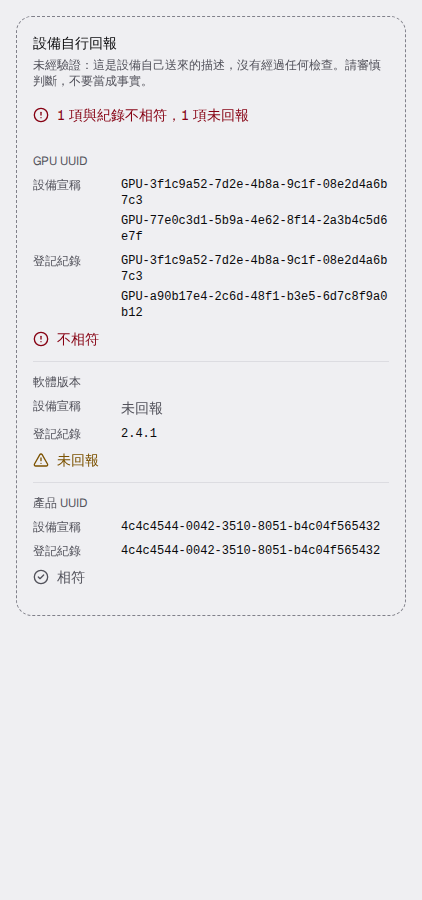 設備自行回報
未經驗證：這是設備自己送來的描述，沒有經過任何檢查。請審慎
判斷，不要當成事實。
1 項與紀錄不相符，1 項未回報
GPU UUID
設備宣稱
GPU-3f1c9a52-7d2e-4b8a-9c1f-08e2d4a6b
7c3
GPU-77e0c3d1-5b9a-4e62-8f14-2a3b4c5d6
e7f
登記紀錄
GPU-3f1c9a52-7d2e-4b8a-9c1f-08e2d4a6b
7c3
GPU-a90b17e4-2c6d-48f1-b3e5-6d7c8f9a0
b12
不相符
軟體版本
設備宣稱 未回報
登記紀錄 2.4.1
未回報
產品 UUID
設備宣稱 4c4c4544-0042-3510-8051-b4c04f565432
登記紀錄 4c4c4544-0042-3510-8051-b4c04f565432
相符